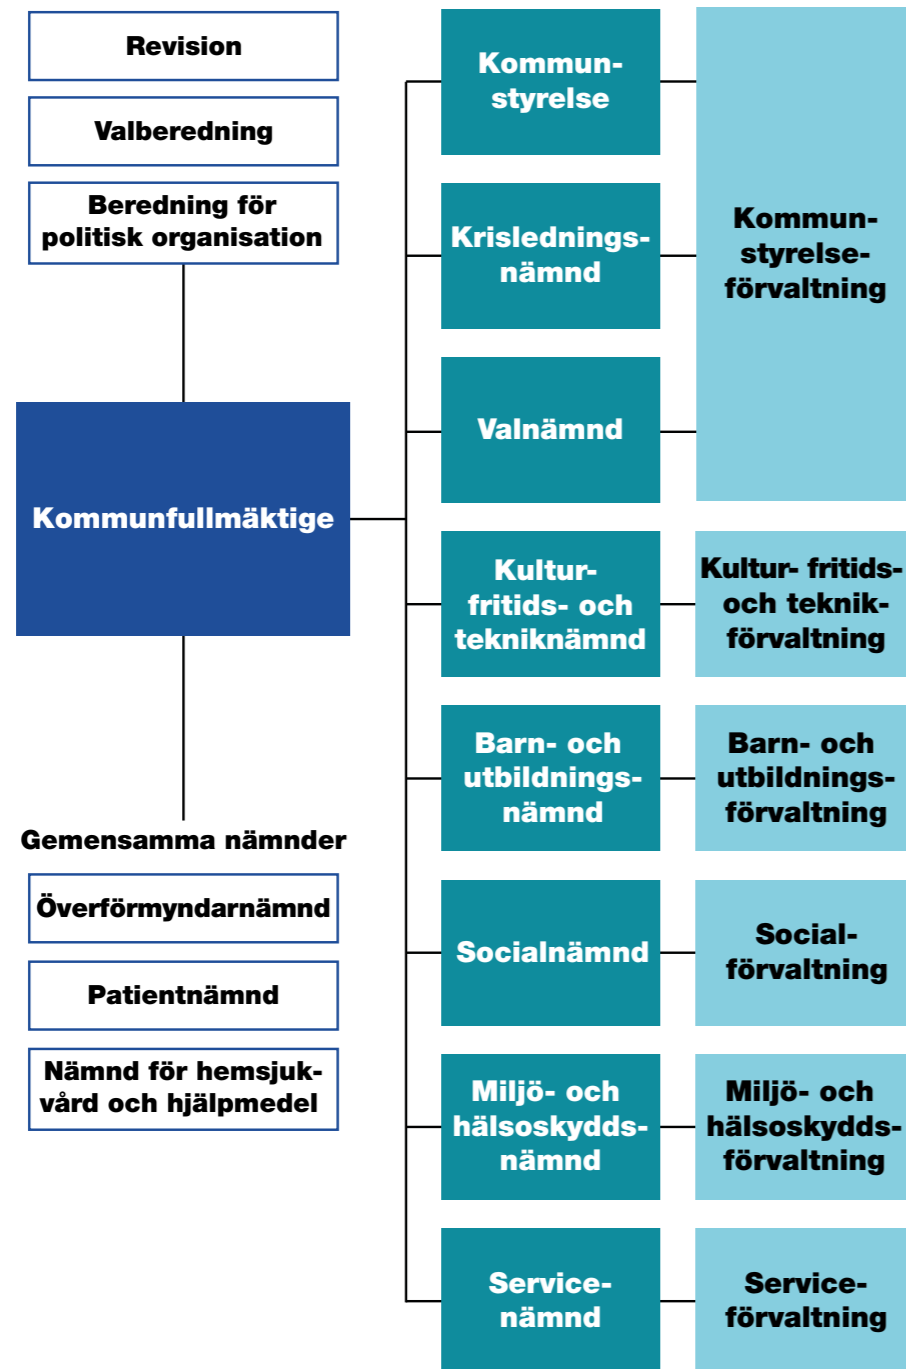 Revision
Valberedning
Beredning för
politisk organisation
Kommunfullmäktige
Gemensamma nämnder
Överförmyndarnämnd
Patientnämnd
Nämnd för hemsjuk-
vård och hjälpmedel
Kommun-
styrelse
Krislednings-
nämnd
Valnämnd
Kultur-
fritids- och
tekniknämnd
Barn- och
utbildnings-
nämnd
Socialnämnd
Miljö- och
hälsoskydds-
nämnd
Service-
nämnd
Kommun-
styrelse-
förvaltning
Kultur- fritids-
och teknik-
förvaltning
Barn- och
utbildnings-
förvaltning
Social-
förvaltning
Miljö- och
hälsoskydds-
förvaltning
Service-
förvaltning